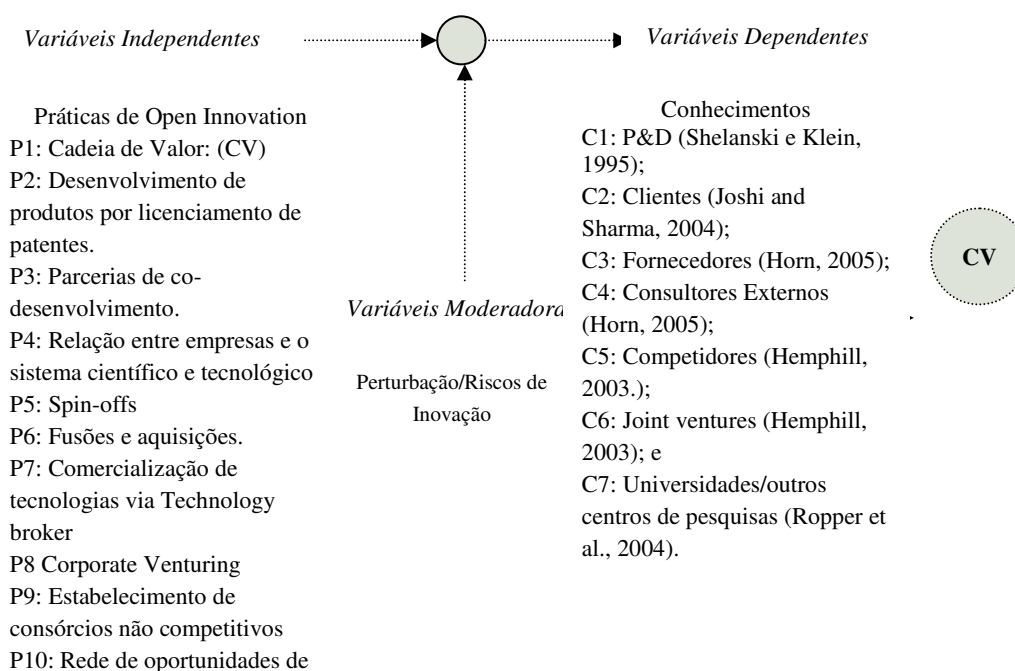 Variáveis Independentes
Variáveis Dependentes
Práticas de Open Innovation
P1: Cadeia de Valor: (CV)
P2: Desenvolvimento de
produtos por licenciamento de
patentes.
P3: Parcerias de co-
desenvolvimento.
P4: Relação entre empresas e o
sistema científico e tecnológico
P5: Spin-offs
P6: Fusões e aquisições.
P7: Comercialização de
tecnologias via Technology
broker
P8 Corporate Venturing
P9: Estabelecimento de
consórcios não competitivos
P10: Rede de oportunidades de
Variáveis Moderadora
Perturbação/Riscos de
Inovação
Conhecimentos
C1: P&D (Shelanski e Klein,
1995);
C2: Clientes (Joshi and
Sharma, 2004);
C3: Fornecedores (Horn, 2005);
C4: Consultores Externos
(Horn, 2005);
C5: Competidores (Hemphill,
2003.);
C6: Joint ventures (Hemphill,
2003); e
C7: Universidades/outros
centros de pesquisas (Ropper et
al., 2004).
CV